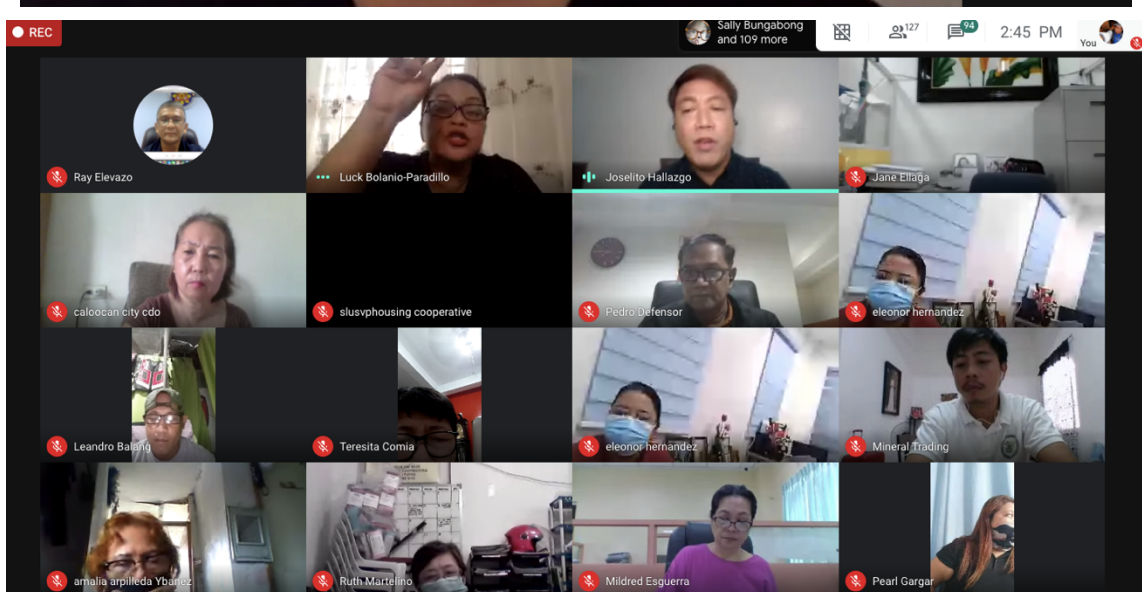 REC
Sally Bungabong
and 109 more
127
94
2:45 PM
You
Ray Elevazo
Luck Bolanio-Paradillo
Joselito Hallazgo
Jane Ellaga
caloocan city cdo
slusvphousing cooperative
Pedro Defensor
eleonor hernandez
Leandro Balang
Teresita Comia
eleonor hernandez
Mineral Trading
amalia arpilleda Ybanez
Ruth Martelino
Mildred Esguerra
Pearl Gargar